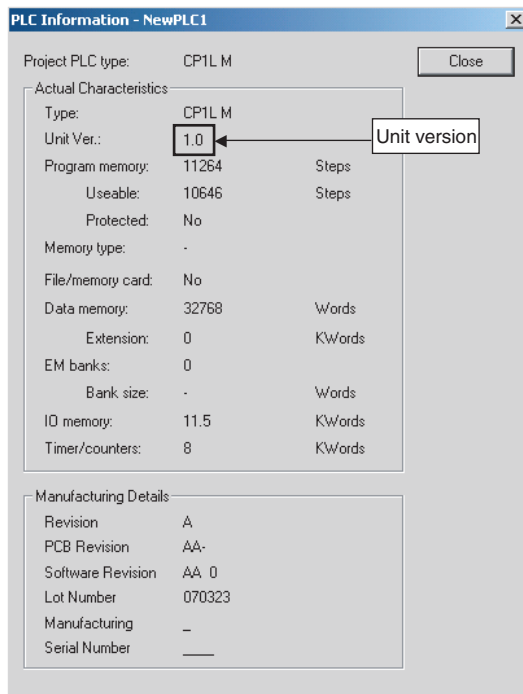 PLC Information - NewPLC1
Project PLC type: CP1L M Close
Actual Characteristics
Type: CP1L M
Unit Ver.: 1.0 Unit version
Program memory: 11264 Steps
Useable: 10646 Steps
Protected: No
Memory type: -
File/memory card: No
Data memory: 32768 Words
Extension: 0 KWords
EM banks: 0
Bank size: - Words
IO memory: 11.5 KWords
Timer/counters: 8 KWords
Manufacturing Details
Revision A
PCB Revision AA-
Software Revision AA 0
Lot Number 070323
Manufacturing _
Serial Number ____